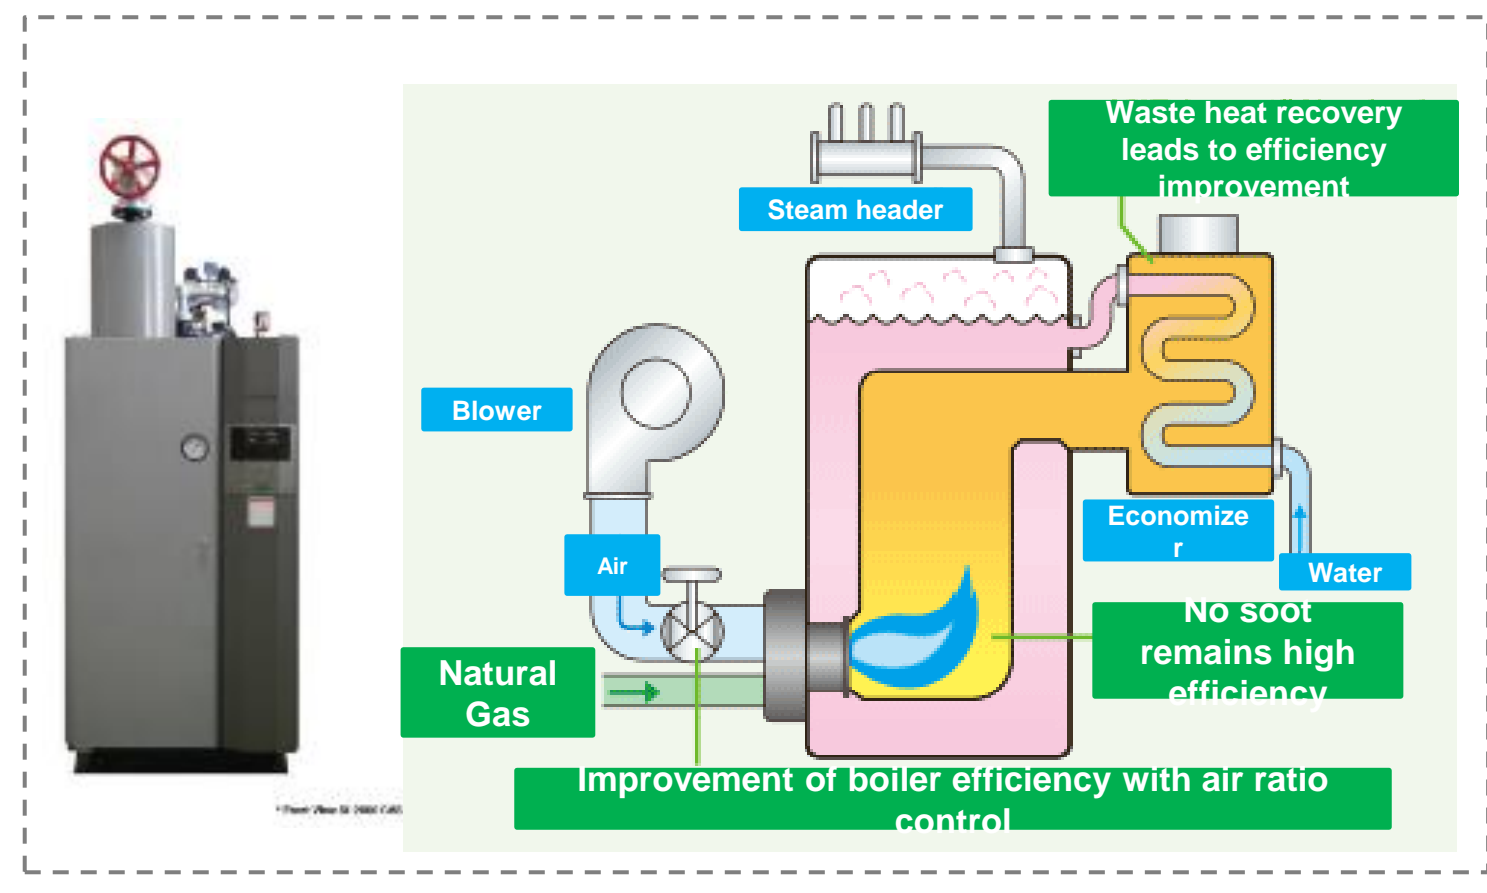 Waste heat recovery
leads to efficiency
improvement
Steam header
Blower
Economize
r
Air
Water
No soot
remains high
efficiency
Natural
Gas
Improvement of boiler efficiency with air ratio
control